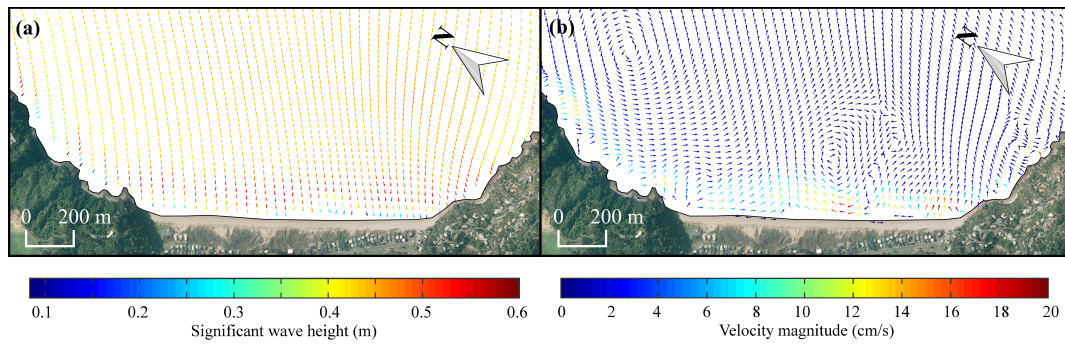 (a)
N
0 200 m
0.1 0.2 0.3 0.4 0.5 0.6
Significant wave height (m)
(b)
N
0 200 m
0 2 4 6 8 10 12 14 16 18 20
Velocity magnitude (cm/s)